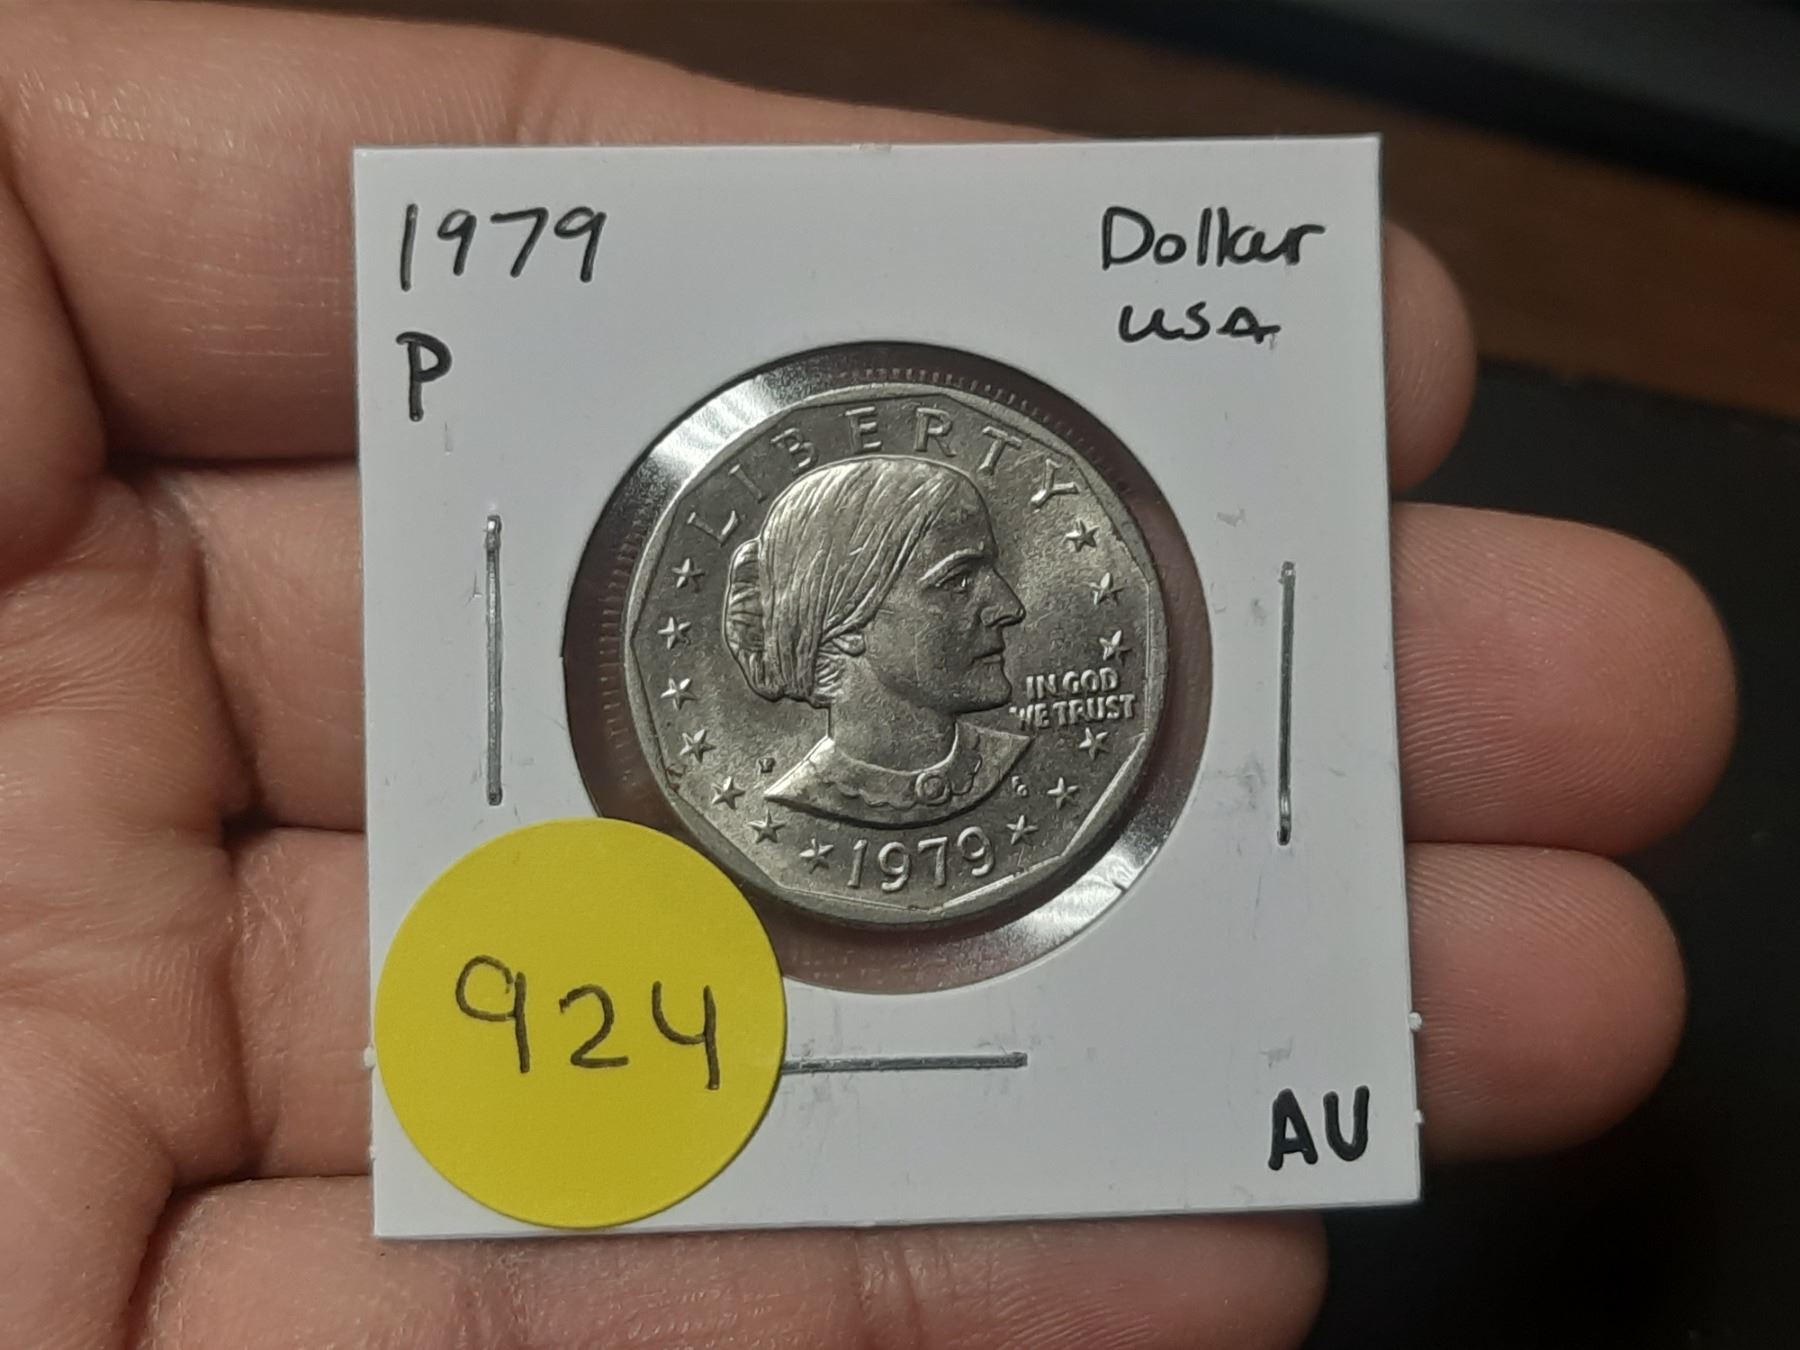 1979
Dollar
P
USA
LIBERTY
IN GOD
WE TRUST
P
1979
924
AU